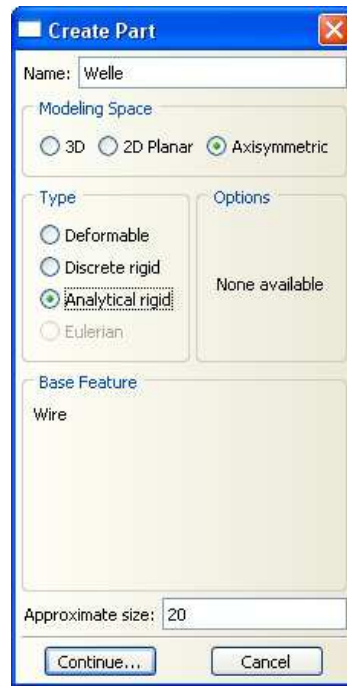 Create Part
Name: Welle
Modeling Space
3D 2D Planar Axisymmetric
Type
Deformable
Discrete rigid
Analytical rigid
Eulerian
Options
None available
Base Feature
Wire
Approximate size: 20
Continue... Cancel